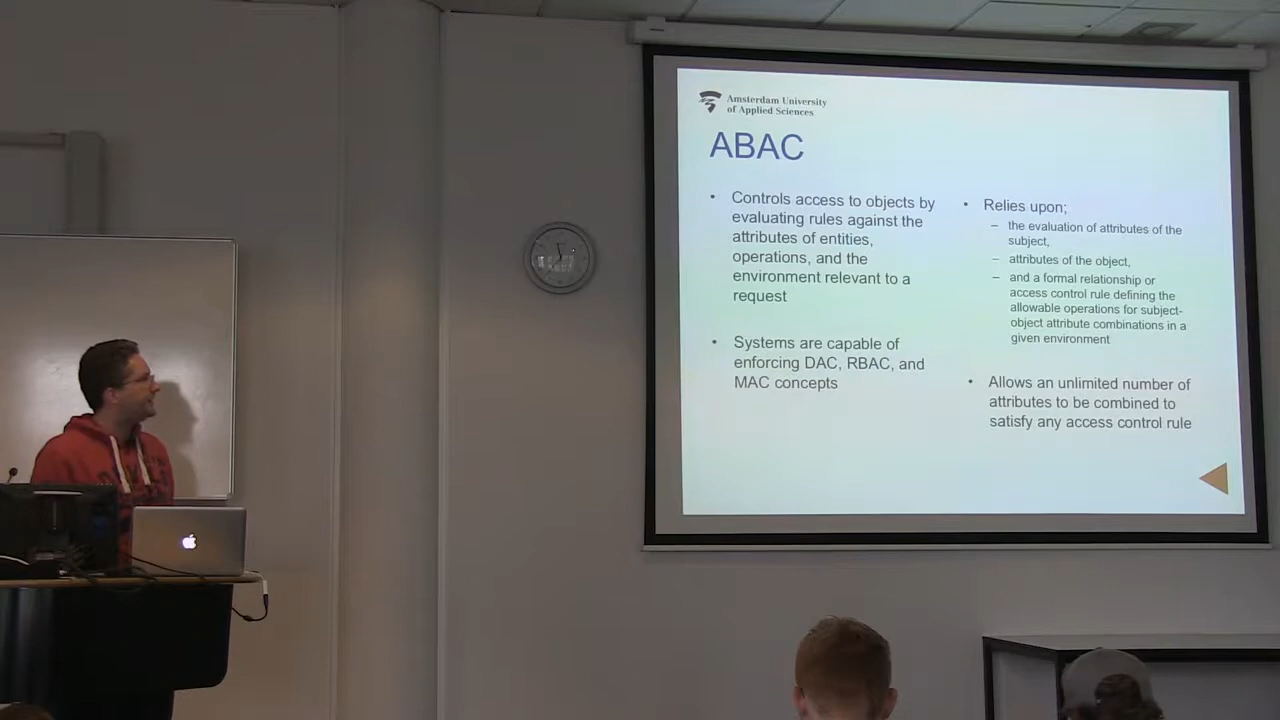 Amsterdam University
of Applied Sciences
ABAC
• Controls access to objects by
evaluating rules against the
attributes of entities,
operations, and the
environment relevant to a
request
• Systems are capable of
enforcing DAC, RBAC, and
MAC concepts
• Relies upon;
– the evaluation of attributes of the
subject,
– attributes of the object,
– and a formal relationship or
access control rule defining the
allowable operations for subject-
object attribute combinations in a
given environment
• Allows an unlimited number of
attributes to be combined to
satisfy any access control rule